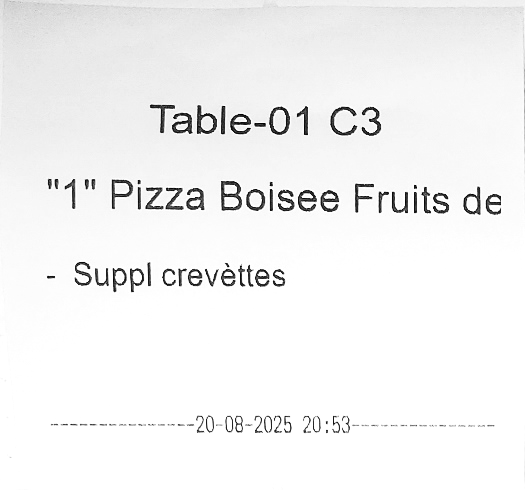 Table-01 C3
"1" Pizza Boisee Fruits de
- Suppl crevèttes
----------------20-08-2025 20:53----------------